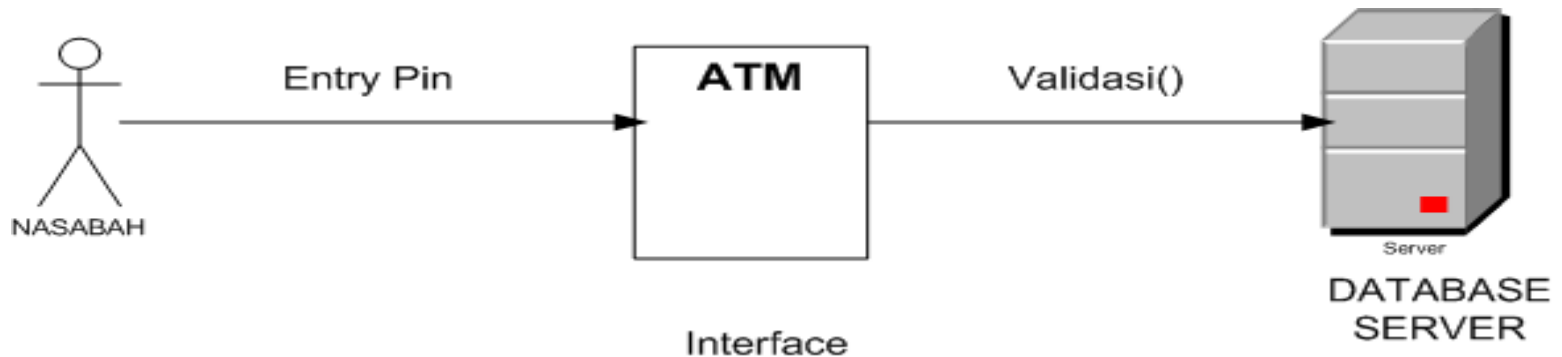 Entry Pin
ATM
Validasi()
NASABAH
Server
DATABASE
SERVER
Interface